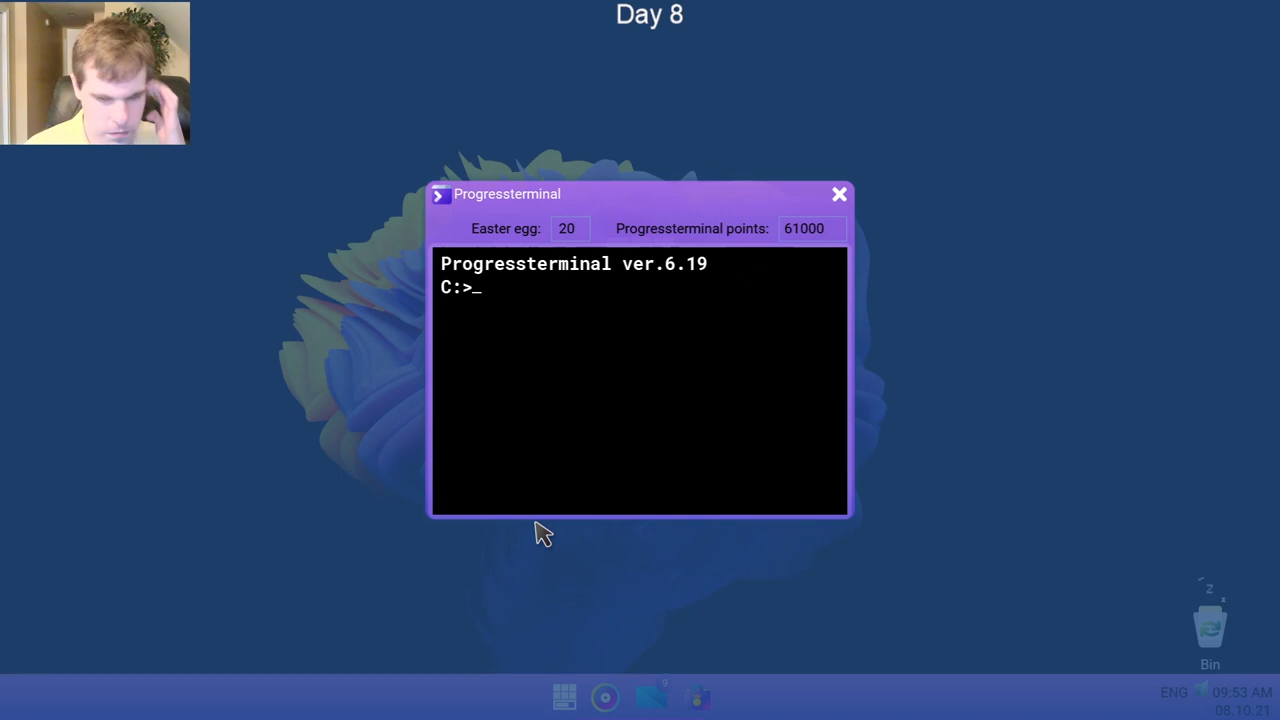 Day 8
Progressterminal
Easter egg: 20 Progressterminal points: 61000
Progressterminal ver.6.19
C:>_
z
z
Bin
9
ENG 09:53 AM
08.10.21